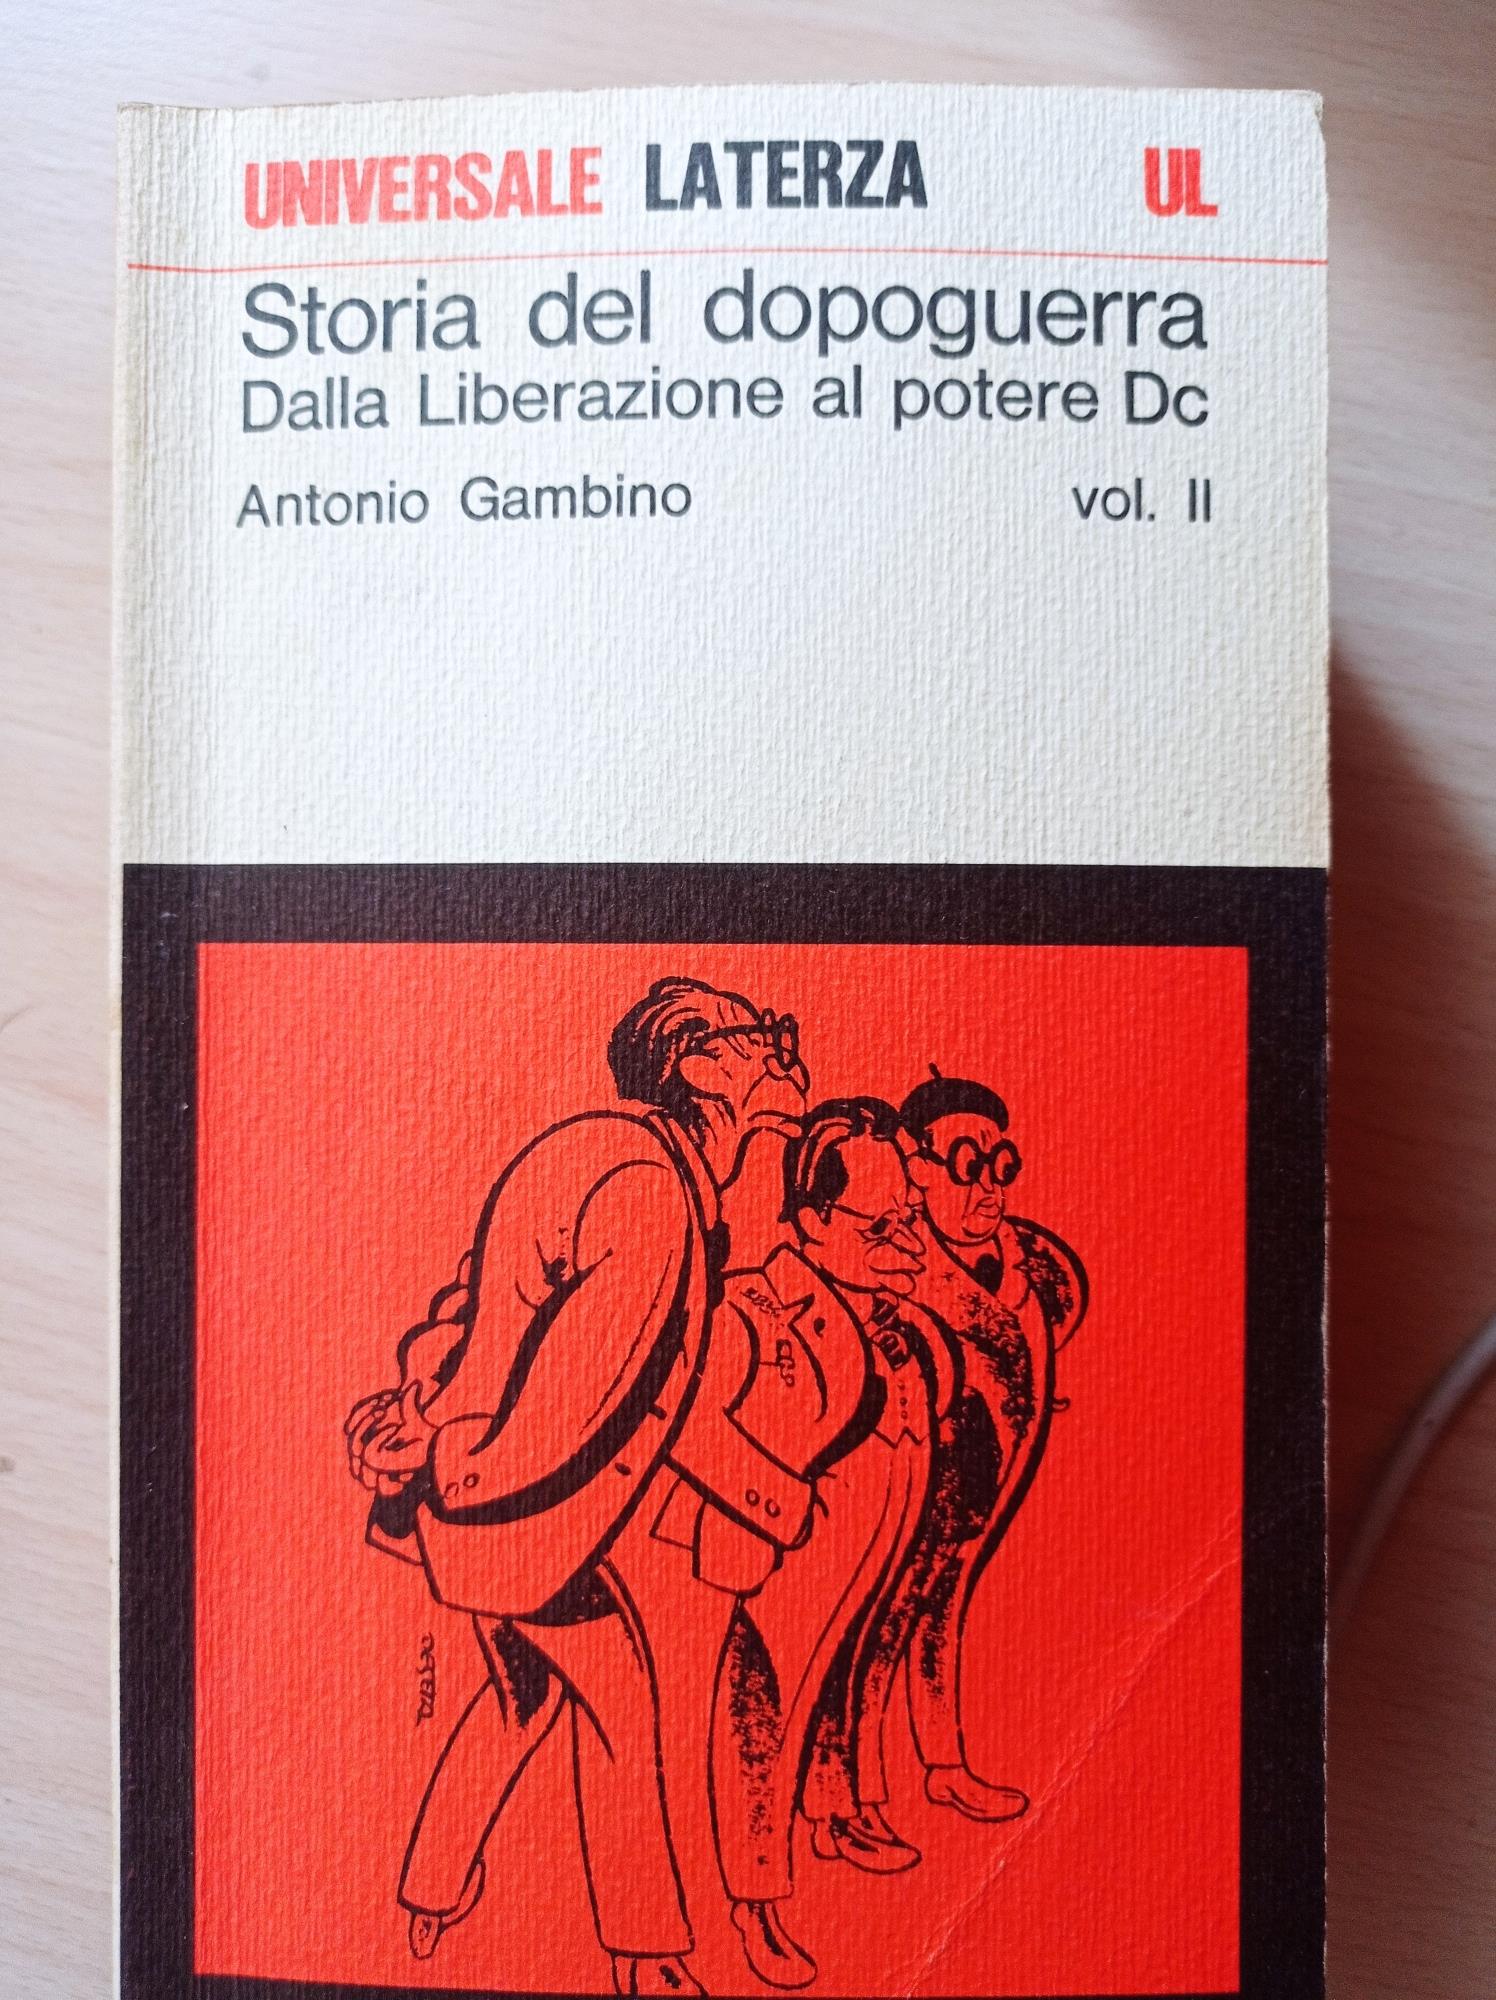 UNIVERSALE LATERZA UL
Storia del dopoguerra
Dalla Liberazione al potere Dc
Antonio Gambino vol. II